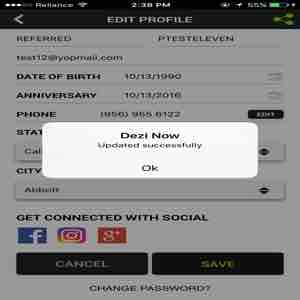 Reliance 2:38 PM 55%
EDIT PROFILE
REFERRED PTESTELEVEN
test12@yopmail.com
DATE OF BIRTH 10/13/1990
ANNIVERSARY 10/13/2016
PHONE (956) 955 6122 EDIT
STAT
Dezi Now
Updated successfully
Cal
Ok
CITY
Abbott
GET CONNECTED WITH SOCIAL
f g+
CANCEL SAVE
CHANGE PASSWORD?